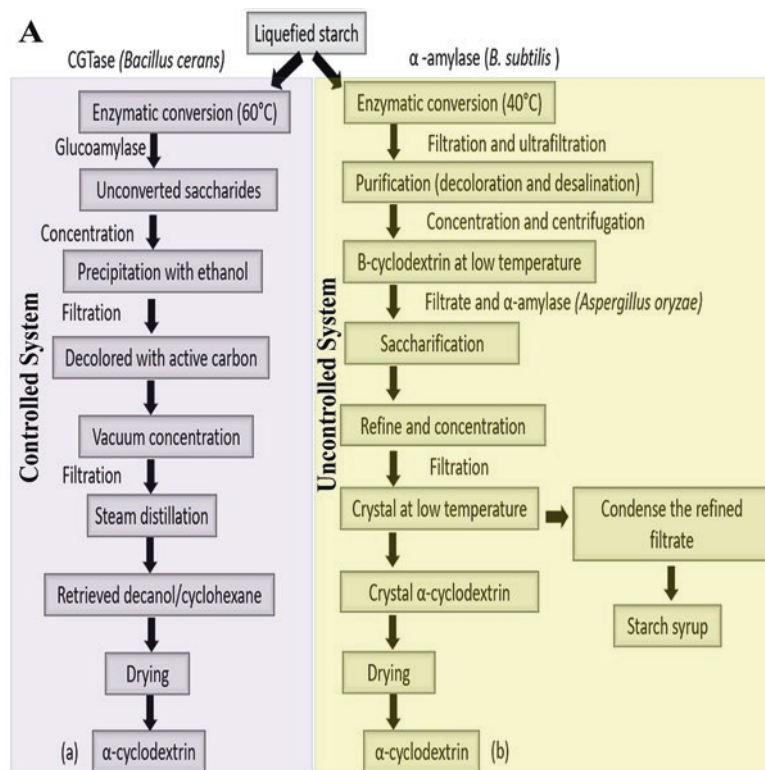 A
Liquefied starch
CGTase (Bacillus cerans)
α -amylase (B. subtilis )
Controlled System
Enzymatic conversion (60°C)
Glucoamylase
Unconverted saccharides
Concentration
Precipitation with ethanol
Filtration
Decolored with active carbon
Vacuum concentration
Filtration
Steam distillation
Retrieved decanol/cyclohexane
Drying
(a)
α-cyclodextrin
Uncontrolled System
Enzymatic conversion (40°C)
Filtration and ultrafiltration
Purification (decoloration and desalination)
Concentration and centrifugation
B-cyclodextrin at low temperature
Filtrate and α-amylase (Aspergillus oryzae)
Saccharification
Refine and concentration
Filtration
Crystal at low temperature
Condense the refined
filtrate
Starch syrup
Crystal α-cyclodextrin
Drying
α-cyclodextrin
(b)